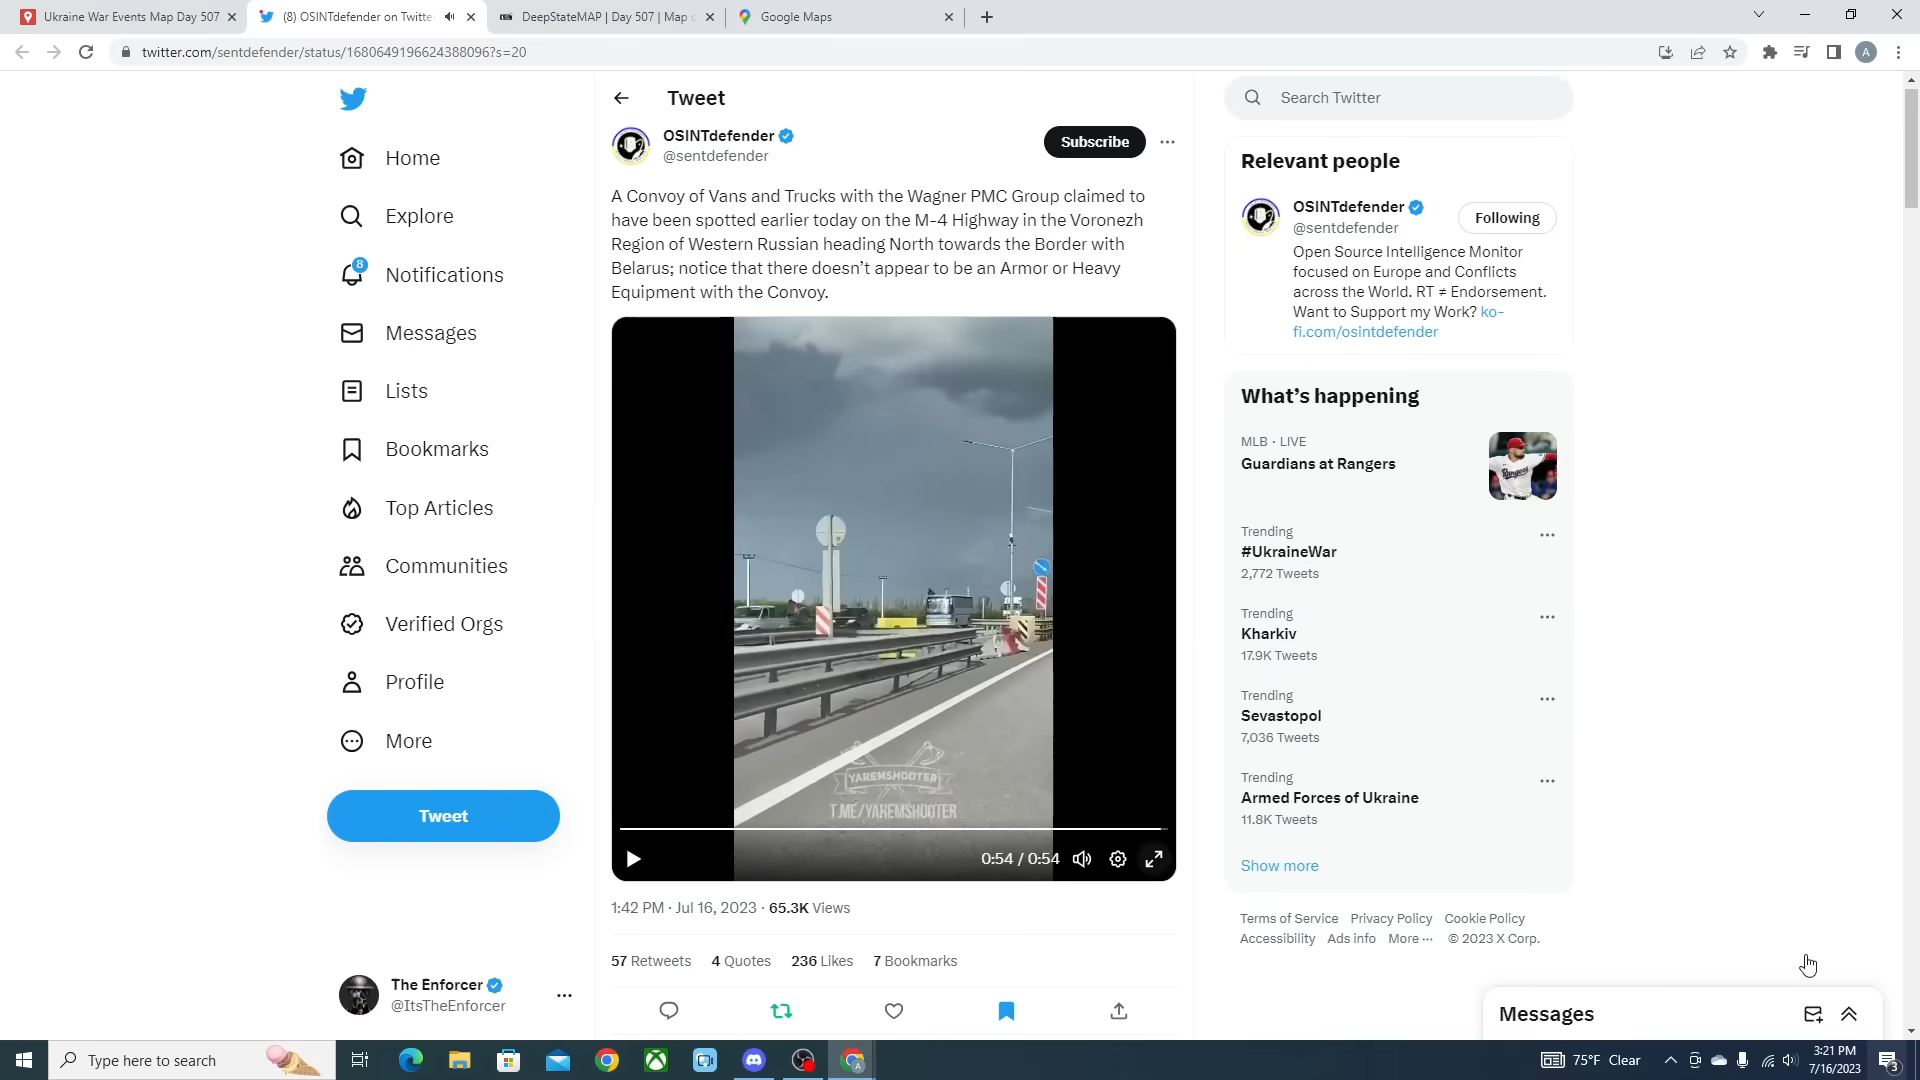 Ukraine War Events Map Day 507
(8) OSINTdefender on Twitte
DeepStateMAP | Day 507 | Map
Google Maps
twitter.com/sentdefender/status/1680649196624388096?s=20
A
Home
Explore
8
Notifications
Messages
Lists
Bookmarks
Top Articles
Communities
Verified Orgs
Profile
More
Tweet
The Enforcer
@ItsTheEnforcer
Tweet
OSINTdefender
@sentdefender
Subscribe
A Convoy of Vans and Trucks with the Wagner PMC Group claimed to
have been spotted earlier today on the M-4 Highway in the Voronezh
Region of Western Russian heading North towards the Border with
Belarus; notice that there doesn’t appear to be an Armor or Heavy
Equipment with the Convoy.
YAREMSHOOTER
T.ME/YAREMSHOOTER
0:54 / 0:54
1:42 PM · Jul 16, 2023 · 65.3K Views
57 Retweets 4 Quotes 236 Likes 7 Bookmarks
Search Twitter
Relevant people
OSINTdefender
@sentdefender
Following
Open Source Intelligence Monitor
focused on Europe and Conflicts
across the World. RT ≠ Endorsement.
Want to Support my Work? ko-
fi.com/osintdefender
What’s happening
MLB · LIVE
Guardians at Rangers
Rangers
Trending
#UkraineWar
2,772 Tweets
Trending
Kharkiv
17.9K Tweets
Trending
Sevastopol
7,036 Tweets
Trending
Armed Forces of Ukraine
11.8K Tweets
Show more
Terms of Service Privacy Policy Cookie Policy
Accessibility Ads info More ··· © 2023 X Corp.
Messages
Type here to search
75°F Clear
3:21 PM
7/16/2023
3